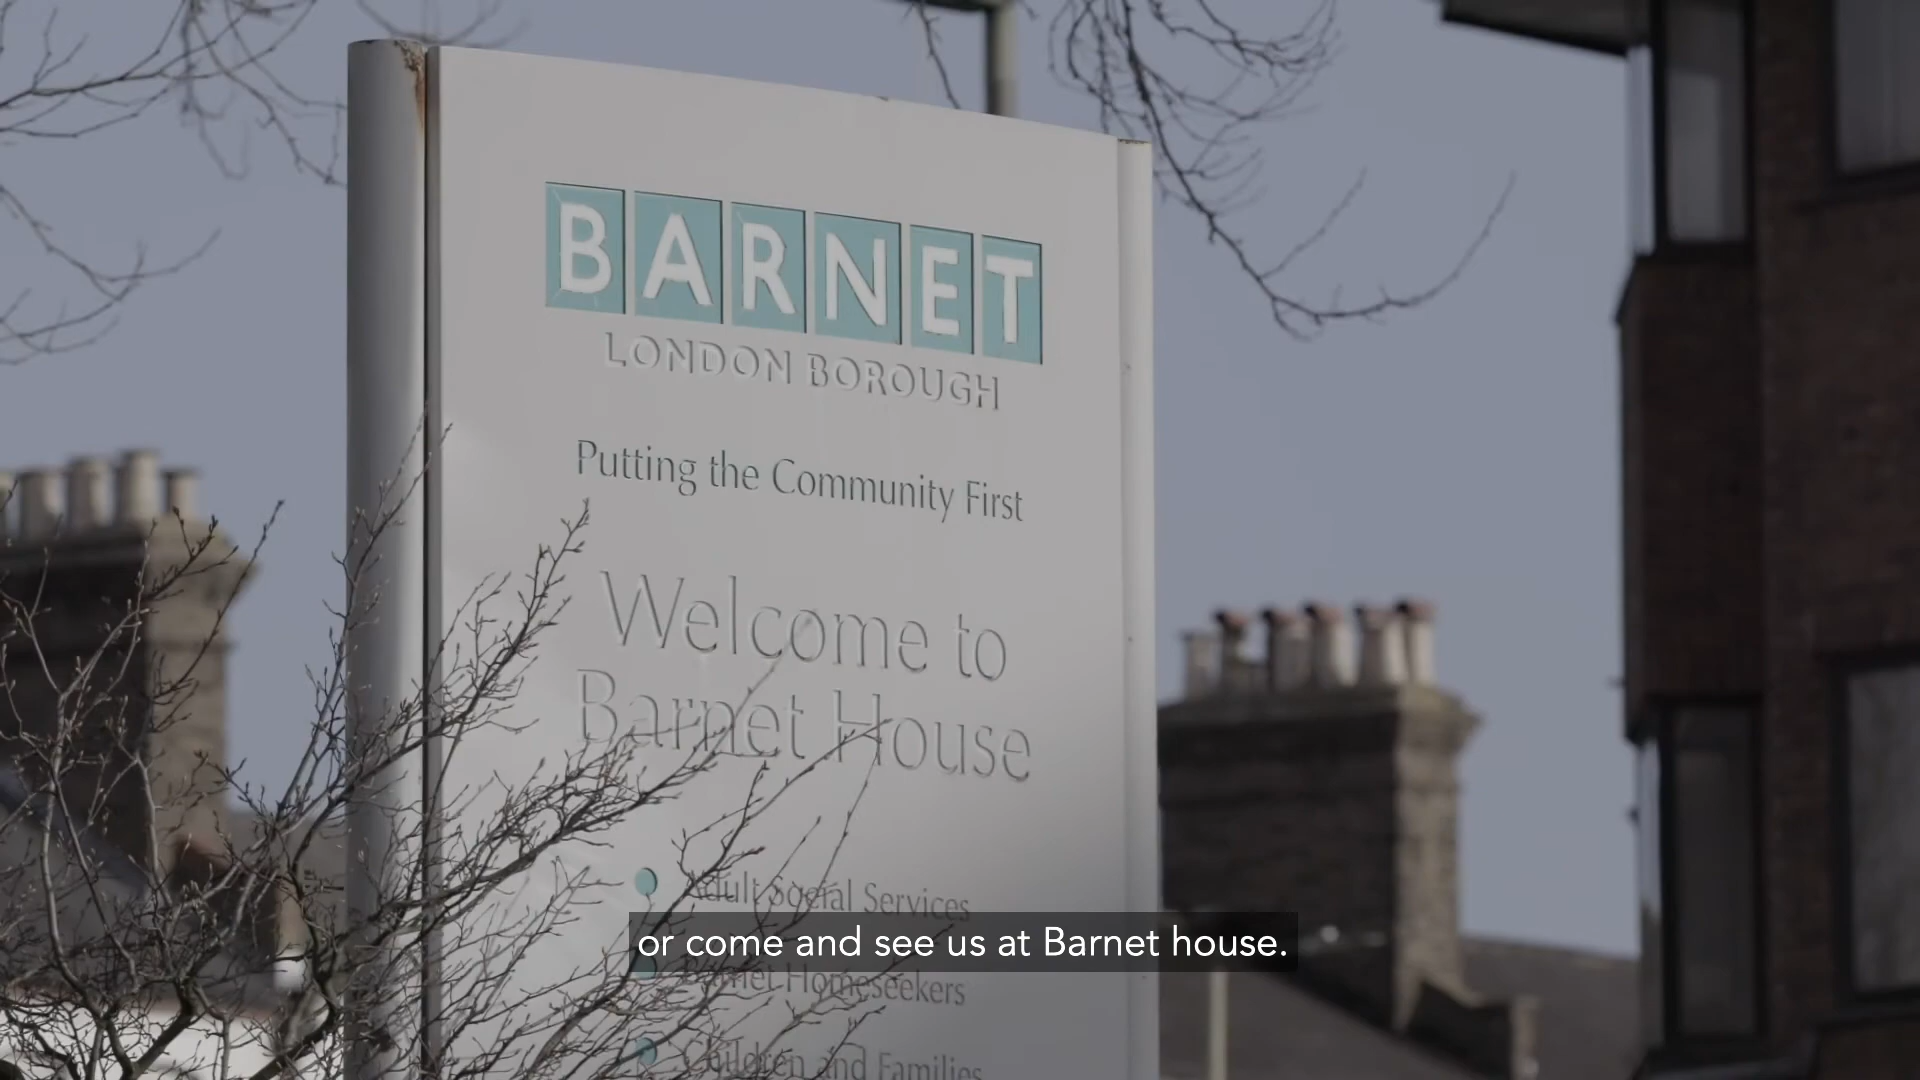 BARNET
LONDON BOROUGH
Putting the Community First
Welcome to
Barnet House
Adult Social Services
or come and see us at Barnet house.
Barnet Homeseekers
Children and Families